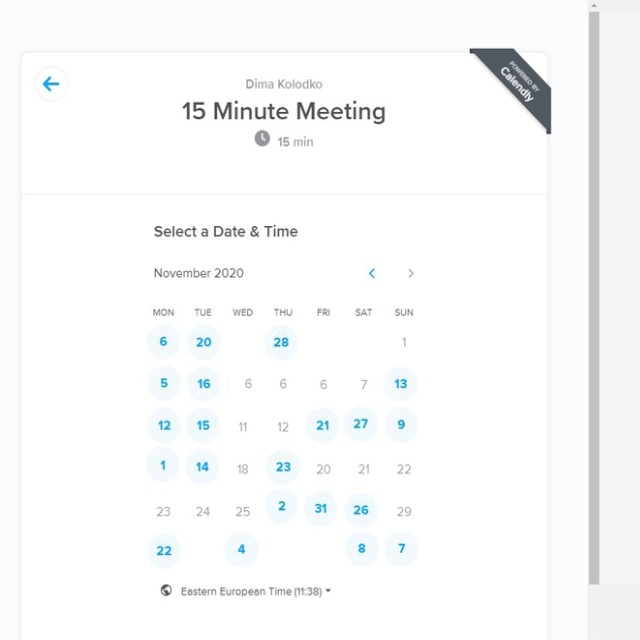 POWERED BY
Calendly
Dima Kolodko
15 Minute Meeting
15 min
Select a Date & Time
November 2020
MON TUE WED THU FRI SAT SUN
6 20 28 1
5 16 6 6 6 7 13
12 15 11 12 21 27 9
1 14 18 23 20 21 22
23 24 25 2 31 26 29
22 4 8 7
Eastern European Time (11:38)